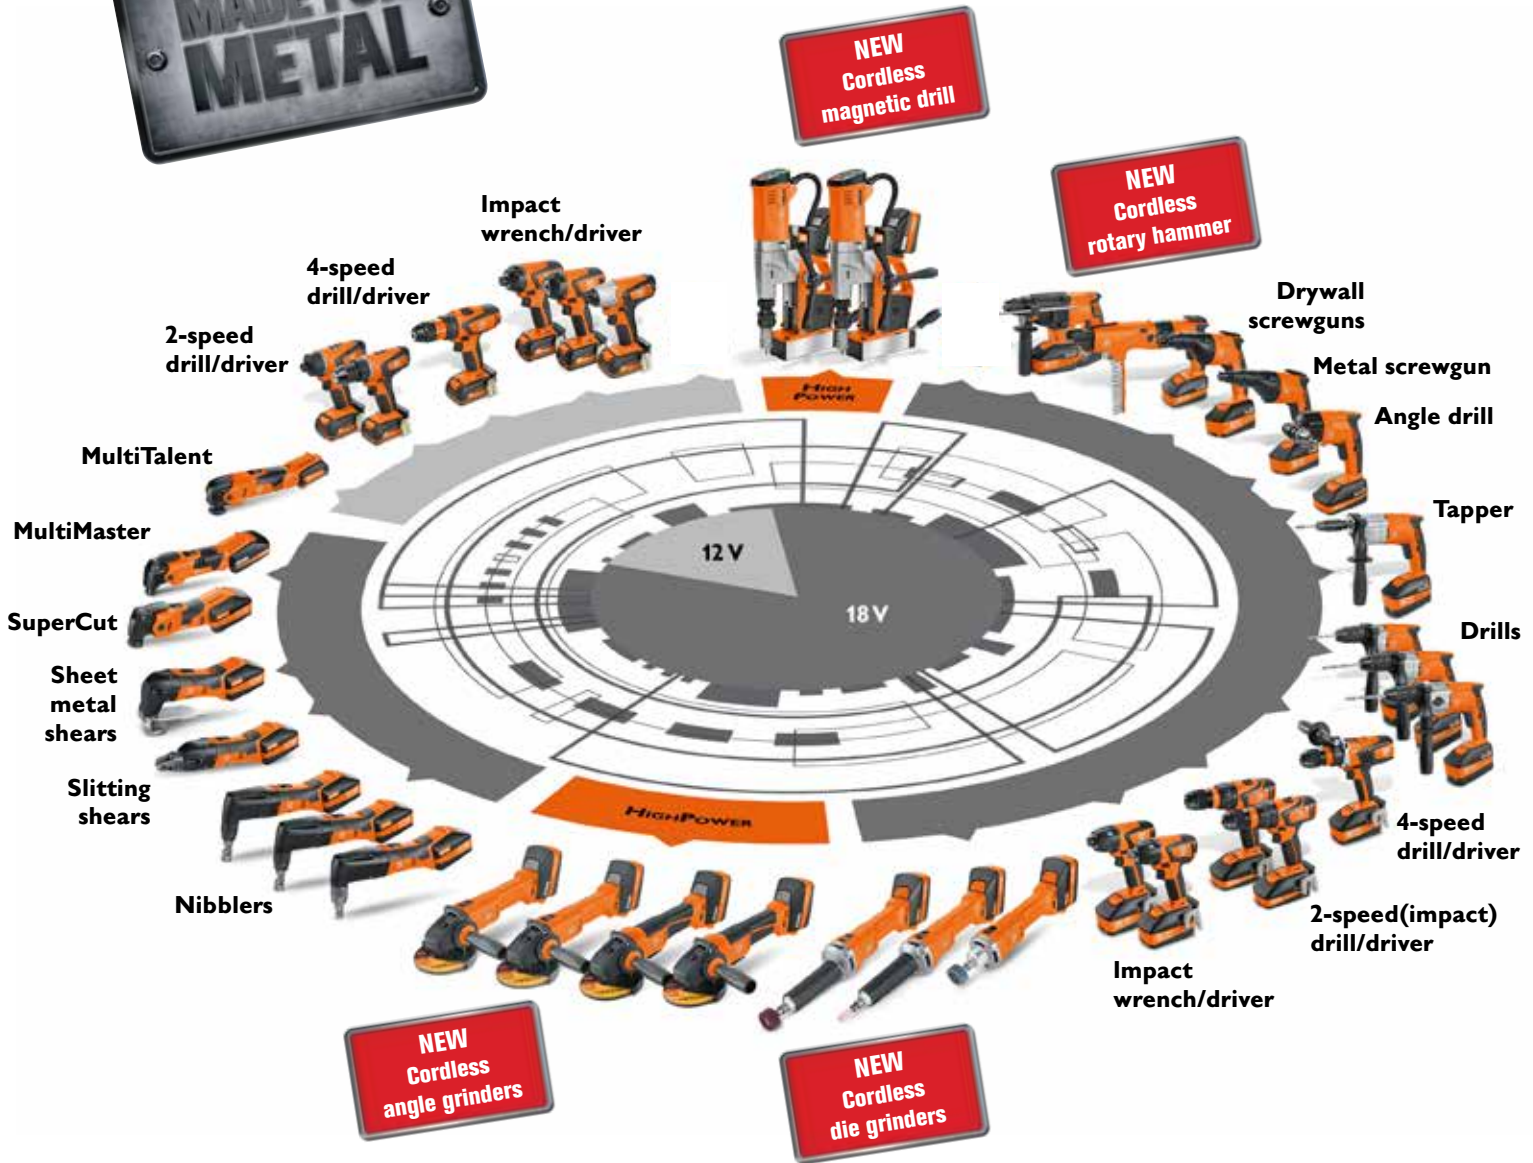 MADE FOR
METAL
NEW
Cordless
magnetic drill
NEW
Cordless
rotary hammer
Impact
wrench/driver
4-speed
drill/driver
2-speed
drill/driver
Drywall
screwguns
Metal screwgun
Angle drill
HIGH
POWER
MultiTalent
MultiMaster
Tapper
12 V
18 V
SuperCut
Drills
Sheet
metal
shears
Slitting
shears
HIGHPOWER
4-speed
drill/driver
Nibblers
2-speed(impact)
drill/driver
Impact
wrench/driver
NEW
Cordless
angle grinders
NEW
Cordless
die grinders